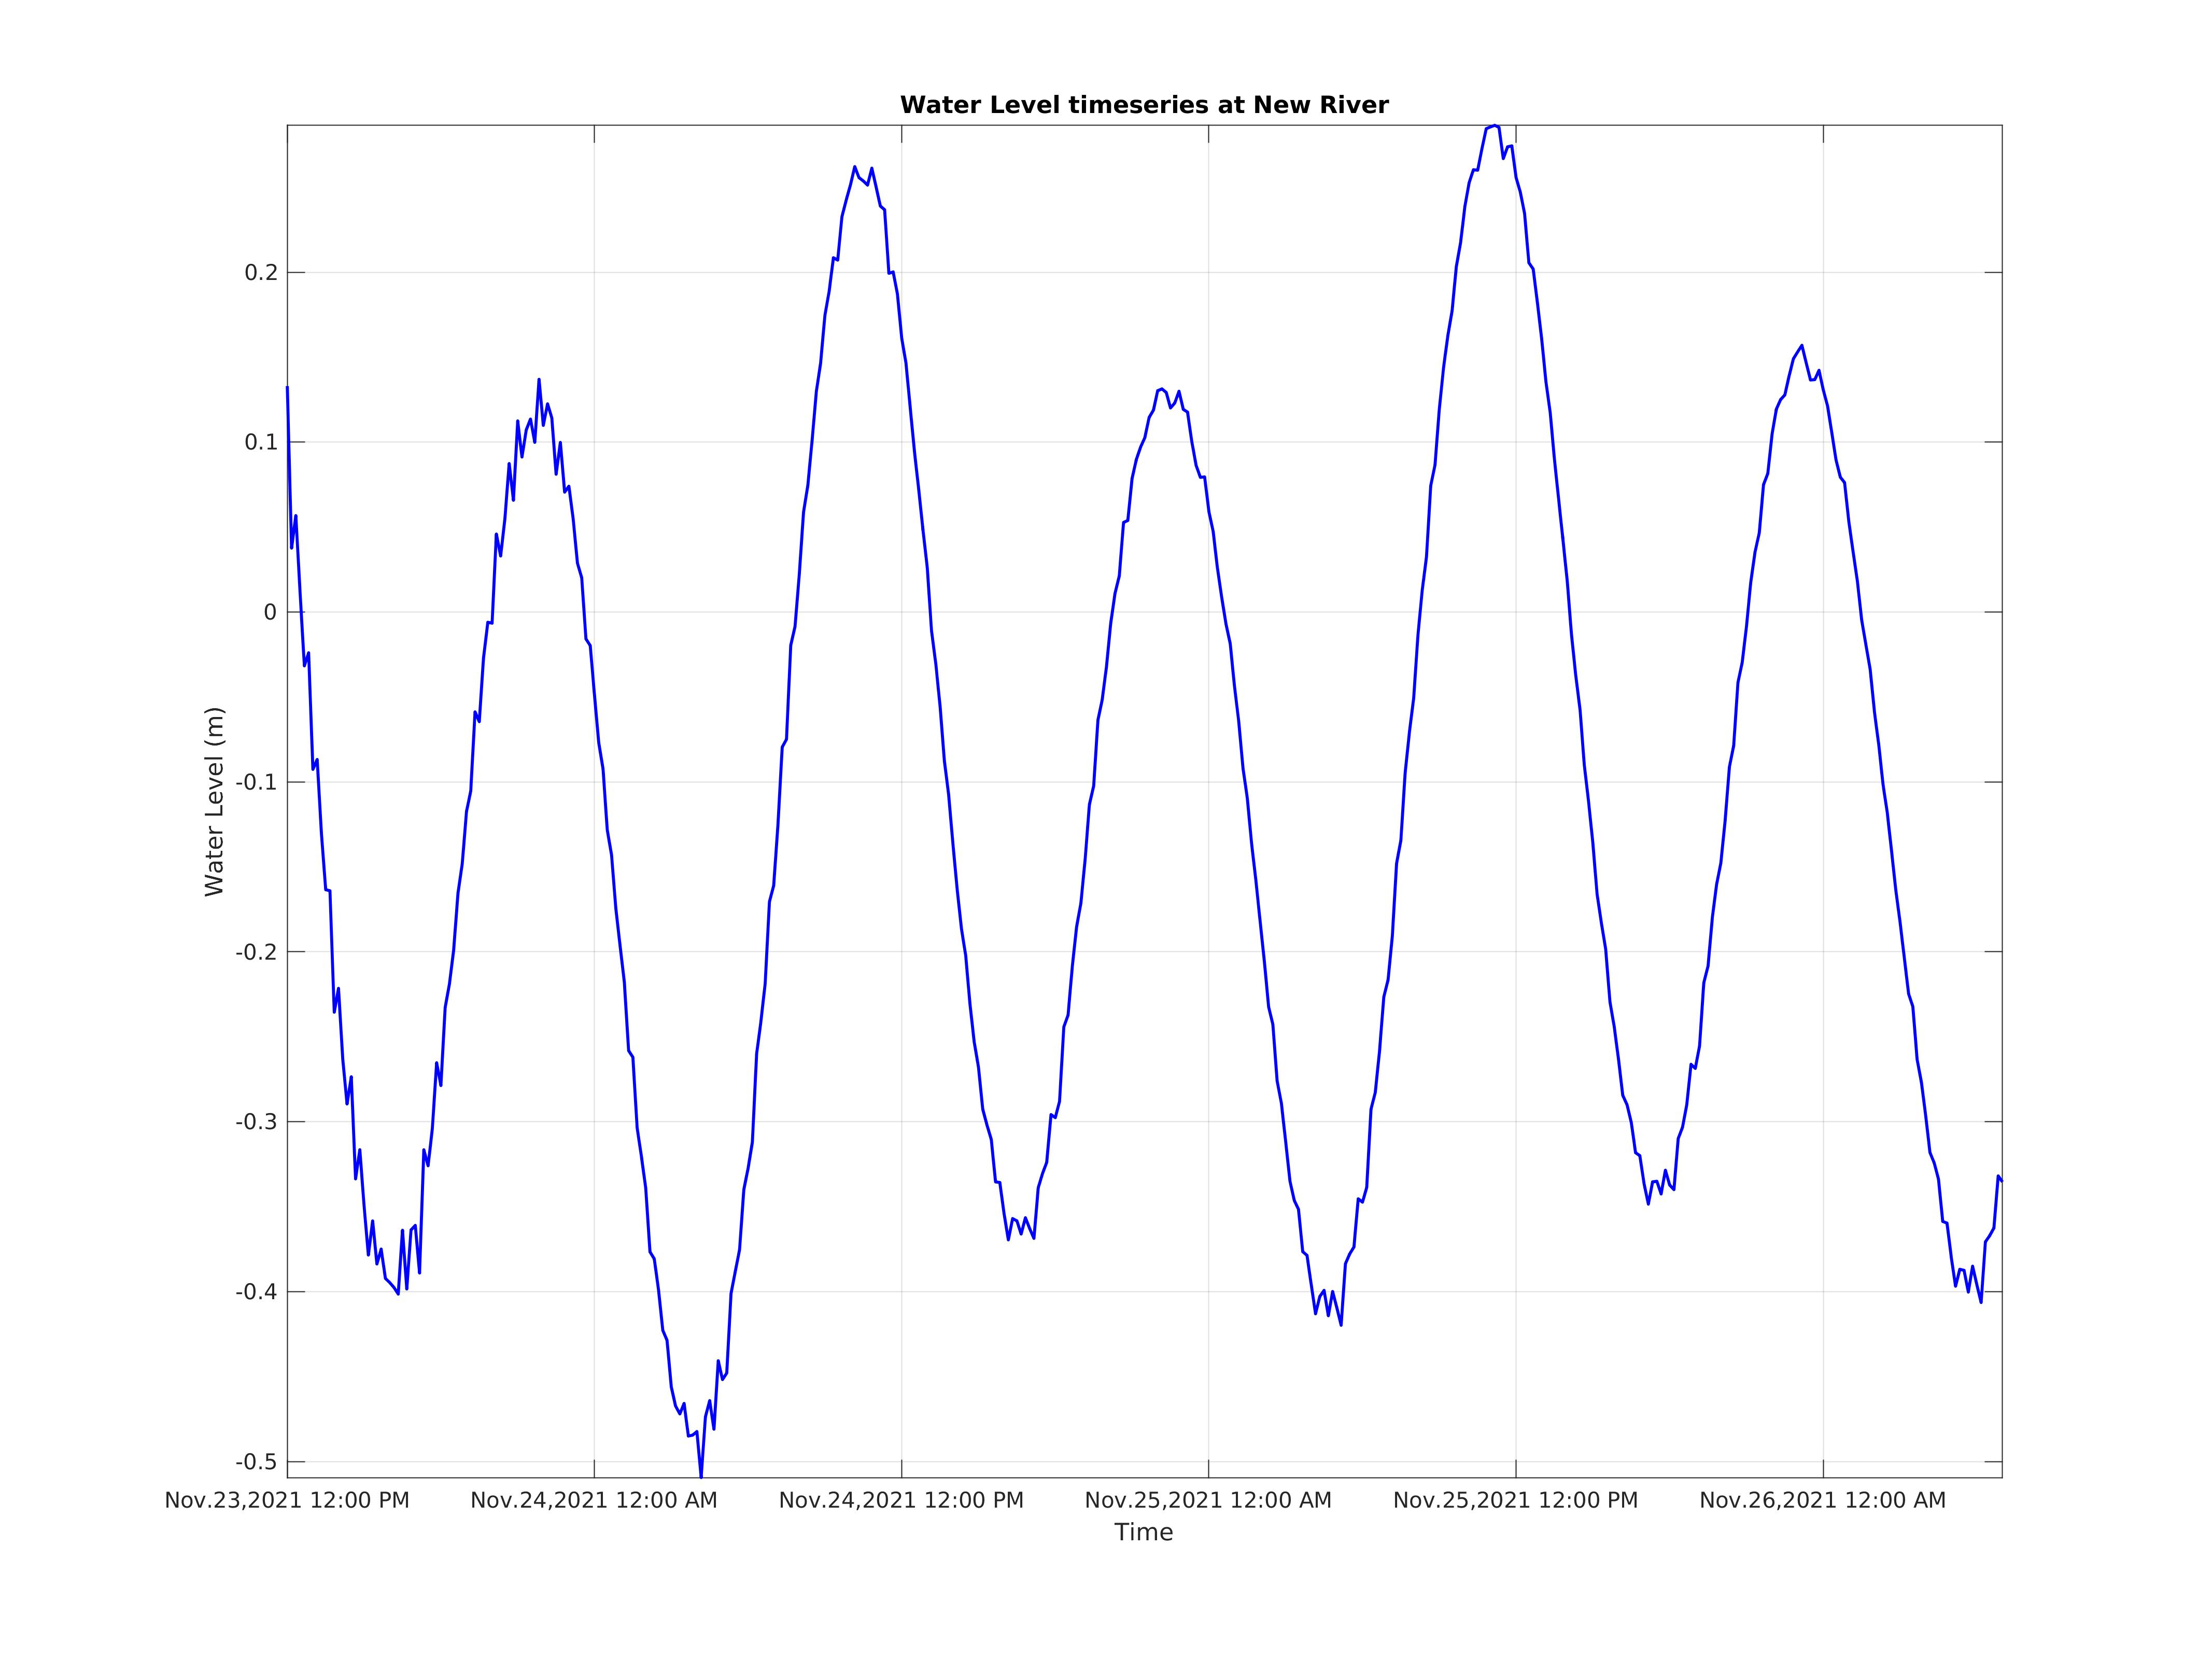 Water Level timeseries at New River
0.2
0.1
0
-0.1
-0.2
-0.3
-0.4
-0.5
Water Level (m)
Nov.23,2021 12:00 PM Nov.24,2021 12:00 AM Nov.24,2021 12:00 PM Nov.25,2021 12:00 AM Nov.25,2021 12:00 PM Nov.26,2021 12:00 AM
Time